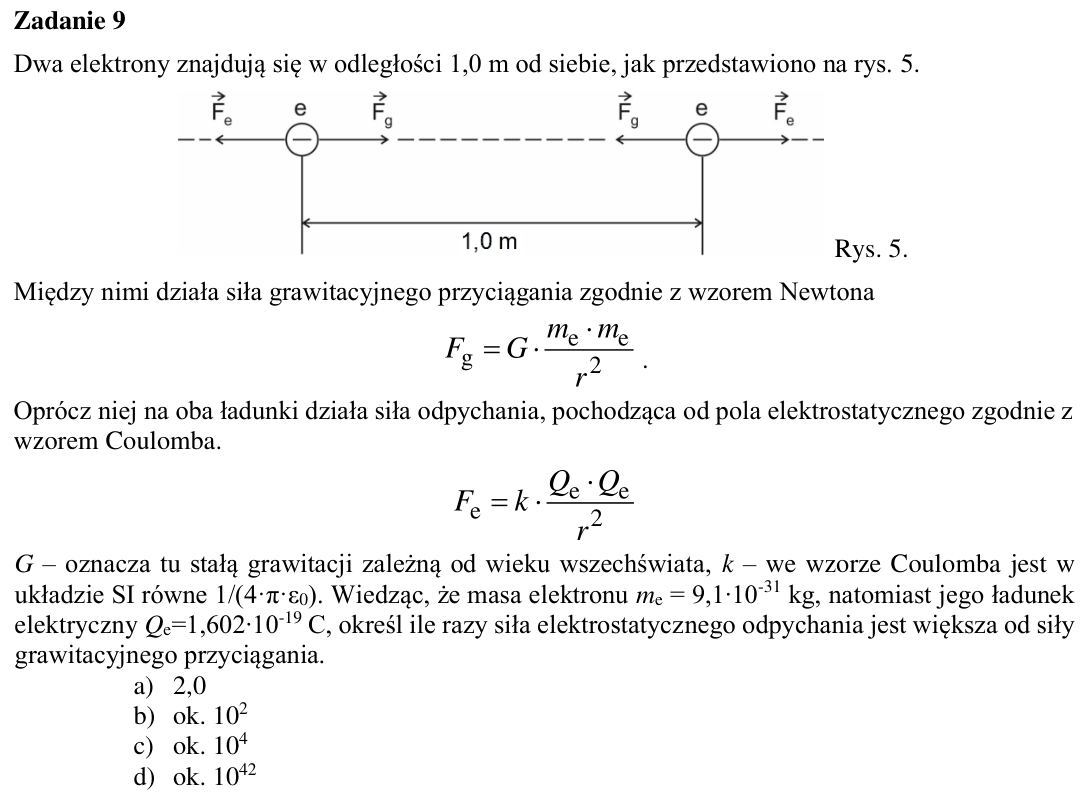 Zadanie 9
Dwa elektrony znajdują się w odległości 1,0 m od siebie, jak przedstawiono na rys. 5.
F⃗e e F⃗g F⃗g e F⃗e
1,0 m
Rys. 5.
Między nimi działa siła grawitacyjnego przyciągania zgodnie z wzorem Newtona
Fg = G · (me · me) / r² .
Oprócz niej na oba ładunki działa siła odpychania, pochodząca od pola elektrostatycznego zgodnie z
wzorem Coulomba.
Fe = k · (Qe · Qe) / r²
G – oznacza tu stałą grawitacji zależną od wieku wszechświata, k – we wzorze Coulomba jest w
układzie SI równe 1/(4·π·ε₀). Wiedząc, że masa elektronu me = 9,1·10⁻³¹ kg, natomiast jego ładunek
elektryczny Qe=1,602·10⁻¹⁹ C, określ ile razy siła elektrostatycznego odpychania jest większa od siły
grawitacyjnego przyciągania.
a) 2,0
b) ok. 10²
c) ok. 10⁴
d) ok. 10⁴²